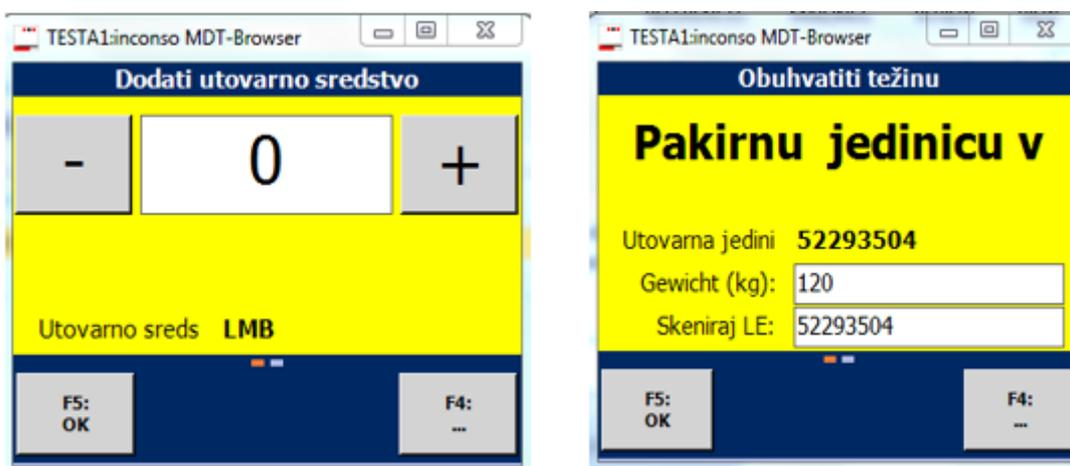 TESTA1:inconso MDT-Browser
Dodati utovarno sredstvo
-
0
+
Utovarno sreds LMB
F5:
OK
F4:
...
TESTA1:inconso MDT-Browser
Obuhvatiti težinu
Pakirnu jedinicu v
Utovarna jedini 52293504
Gewicht (kg): 120
Skeniraj LE: 52293504
F5:
OK
F4:
...